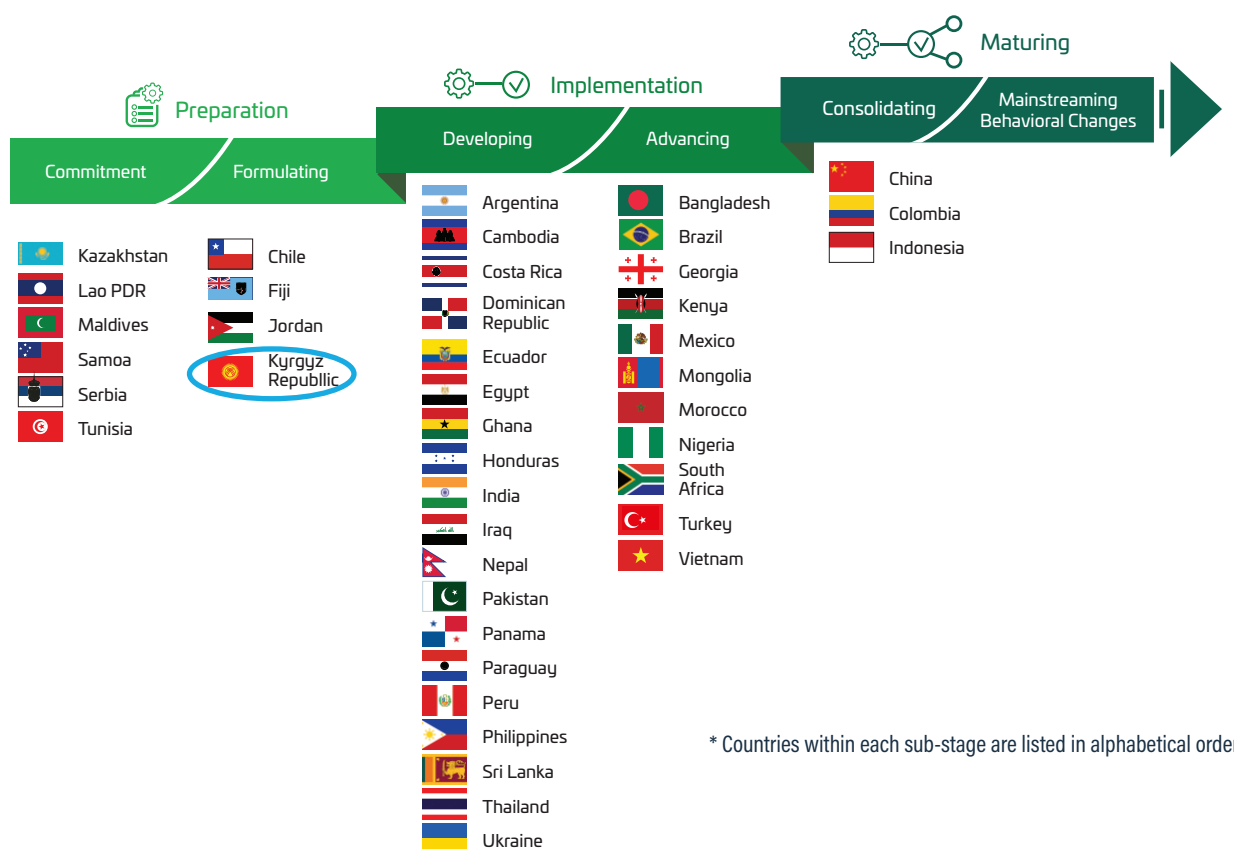 Preparation
Commitment
Formulating
Kazakhstan
Lao PDR
Maldives
Samoa
Serbia
Tunisia
Chile
Fiji
Jordan
Kyrgyz
Republlic
Implementation
Developing
Advancing
Argentina
Cambodia
Costa Rica
Dominican
Republic
Ecuador
Egypt
Ghana
Honduras
India
Iraq
Nepal
Pakistan
Panama
Paraguay
Peru
Philippines
Sri Lanka
Thailand
Ukraine
Bangladesh
Brazil
Georgia
Kenya
Mexico
Mongolia
Morocco
Nigeria
South
Africa
Turkey
Vietnam
Maturing
Consolidating
Mainstreaming
Behavioral Changes
China
Colombia
Indonesia
* Countries within each sub-stage are listed in alphabetical order